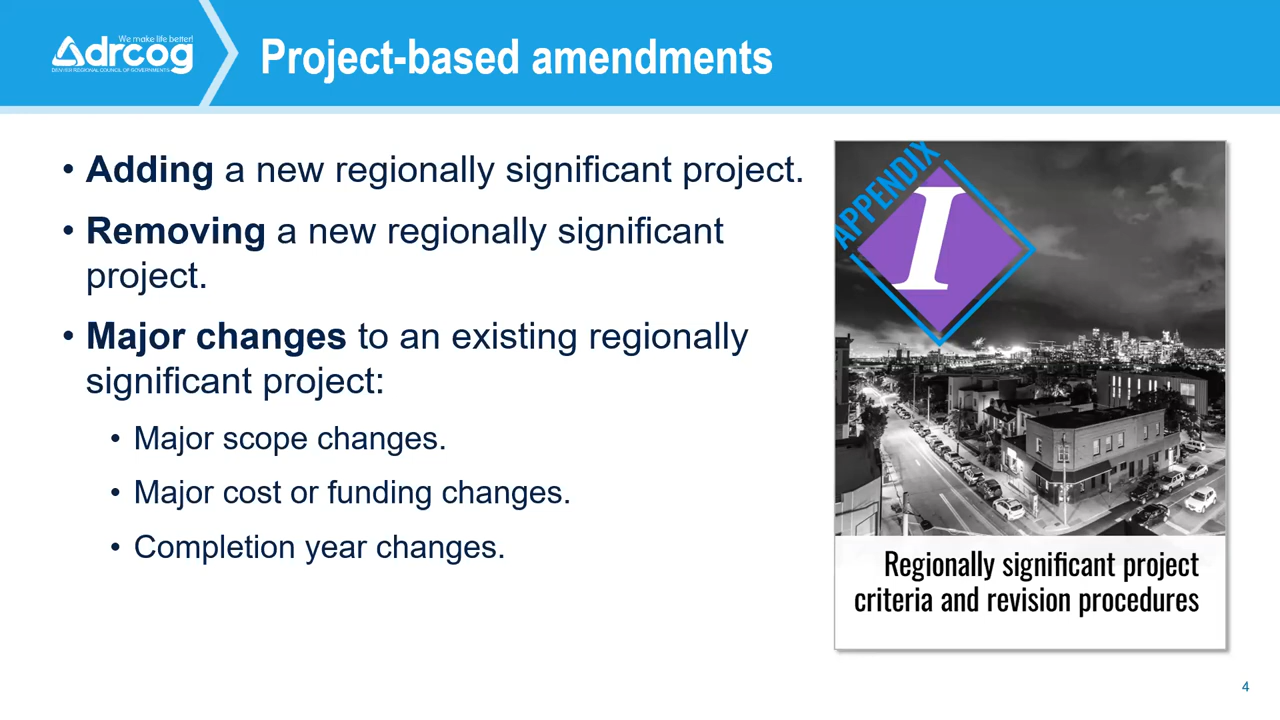 We make life better!
drcog
DENVER REGIONAL COUNCIL OF GOVERNMENTS
Project-based amendments
• Adding a new regionally significant project.
• Removing a new regionally significant
project.
• Major changes to an existing regionally
significant project:
• Major scope changes.
• Major cost or funding changes.
• Completion year changes.
APPENDIX
I
Regionally significant project
criteria and revision procedures
4